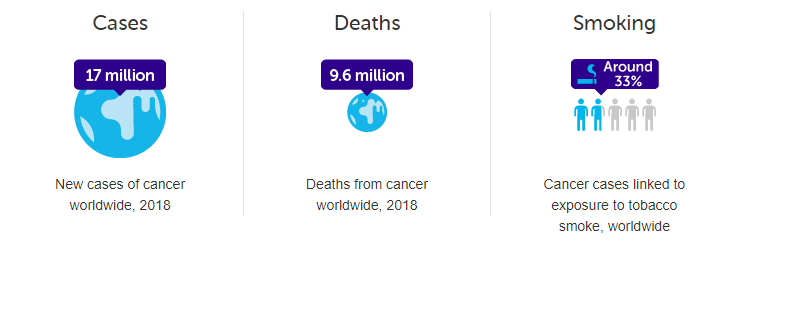 Cases
17 million
New cases of cancer
worldwide, 2018
Deaths
9.6 million
Deaths from cancer
worldwide, 2018
Smoking
Around
33%
Cancer cases linked to
exposure to tobacco
smoke, worldwide